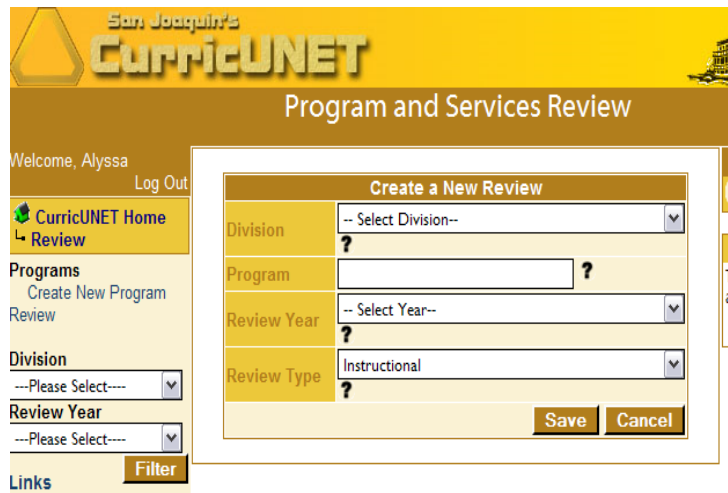 San Joaquin's
CurricUNET
Program and Services Review
Welcome, Alyssa
Log Out
CurricUNET Home
Review
Programs
Create New Program
Review
Division
---Please Select----
Review Year
---Please Select----
Filter
Links
Create a New Review
Division
-- Select Division--
?
Program
?
Review Year
-- Select Year--
?
Review Type
Instructional
?
Save
Cancel